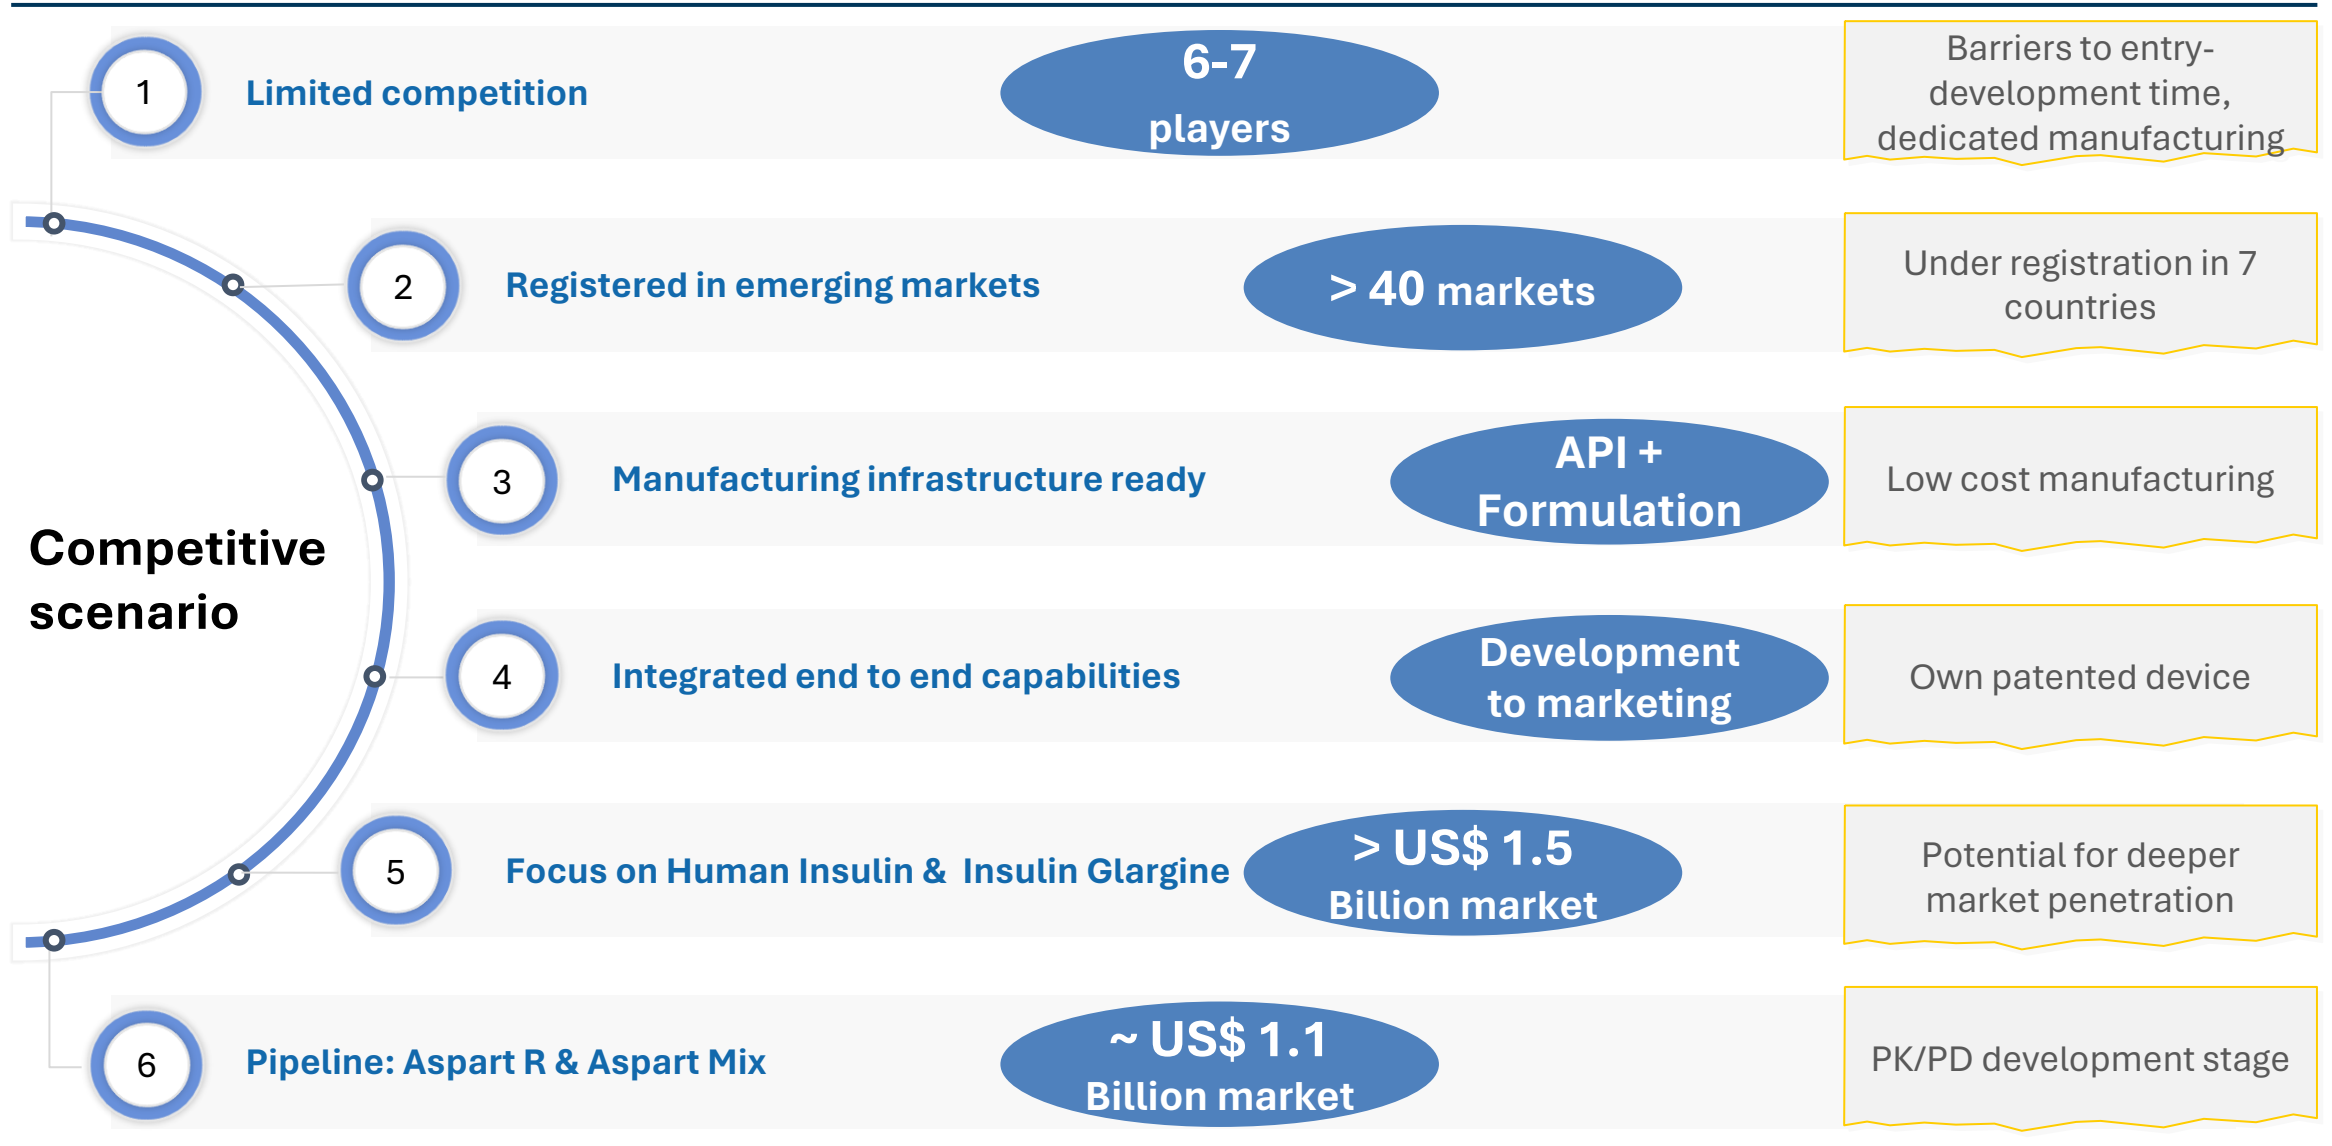 1
Limited competition
6-7
players
Barriers to entry-
development time,
dedicated manufacturing
2
Registered in emerging markets
> 40 markets
Under registration in 7
countries
3
Manufacturing infrastructure ready
API +
Formulation
Low cost manufacturing
Competitive
scenario
4
Integrated end to end capabilities
Development
to marketing
Own patented device
5
Focus on Human Insulin & Insulin Glargine
> US$ 1.5
Billion market
Potential for deeper
market penetration
6
Pipeline: Aspart R & Aspart Mix
~ US$ 1.1
Billion market
PK/PD development stage